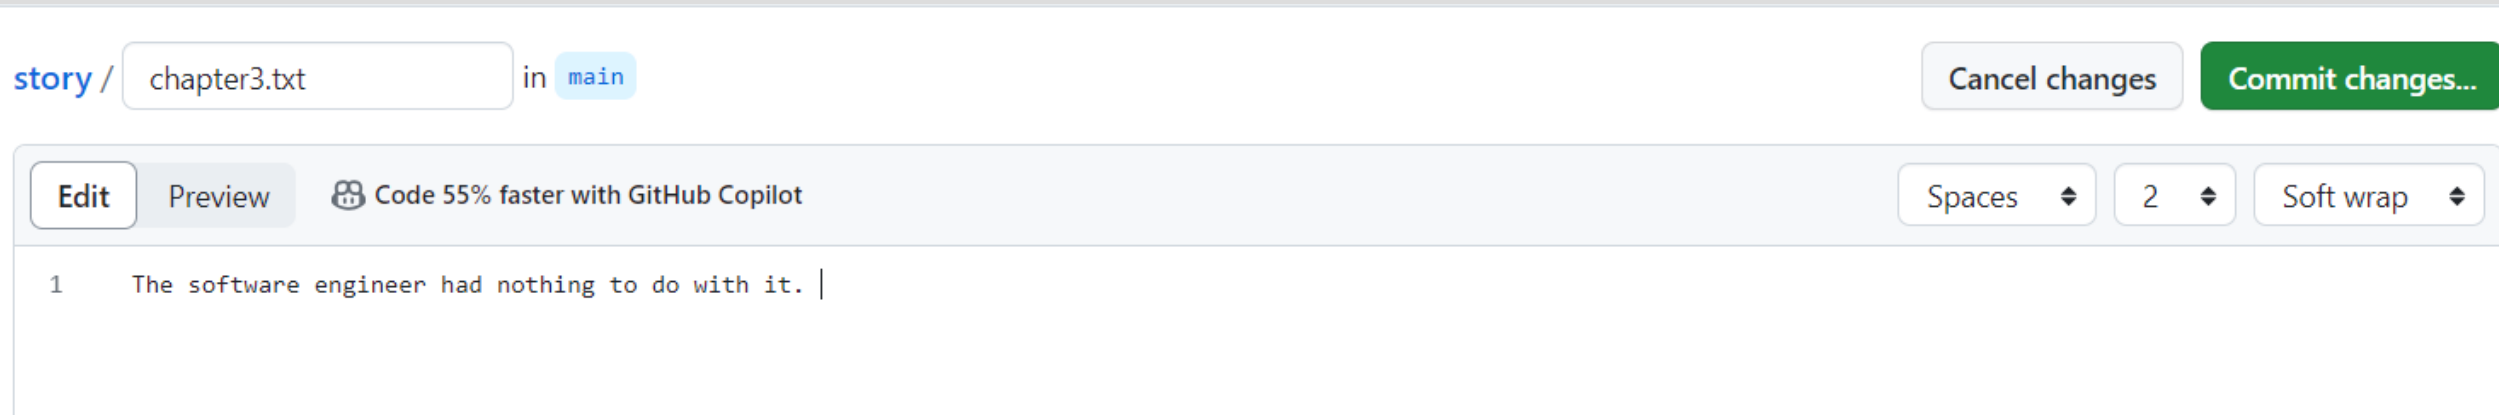 story / chapter3.txt in main Cancel changes Commit changes...
Edit Preview Code 55% faster with GitHub Copilot Spaces 2 Soft wrap
1 The software engineer had nothing to do with it.